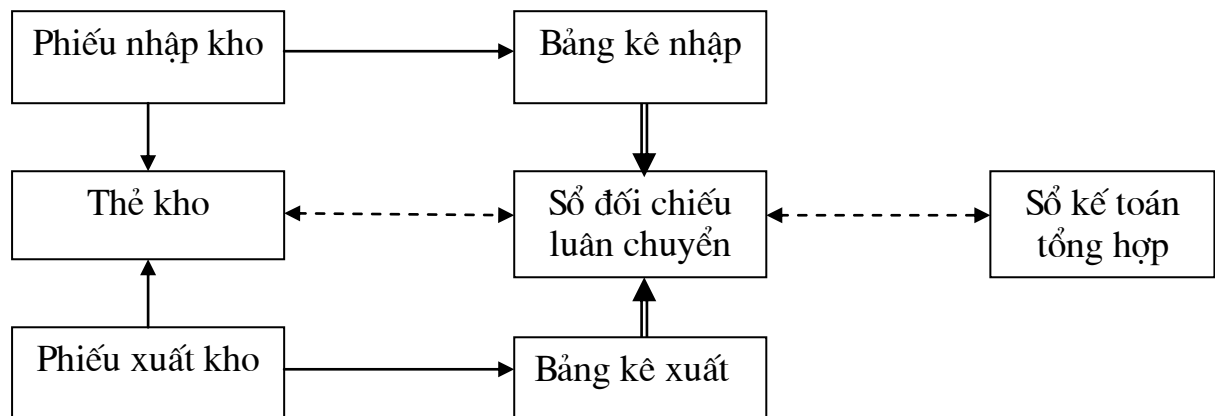 Phiếu nhập kho
Bảng kê nhập
Thẻ kho
Sổ đối chiếu
luân chuyển
Sổ kế toán
tổng hợp
Phiếu xuất kho
Bảng kê xuất